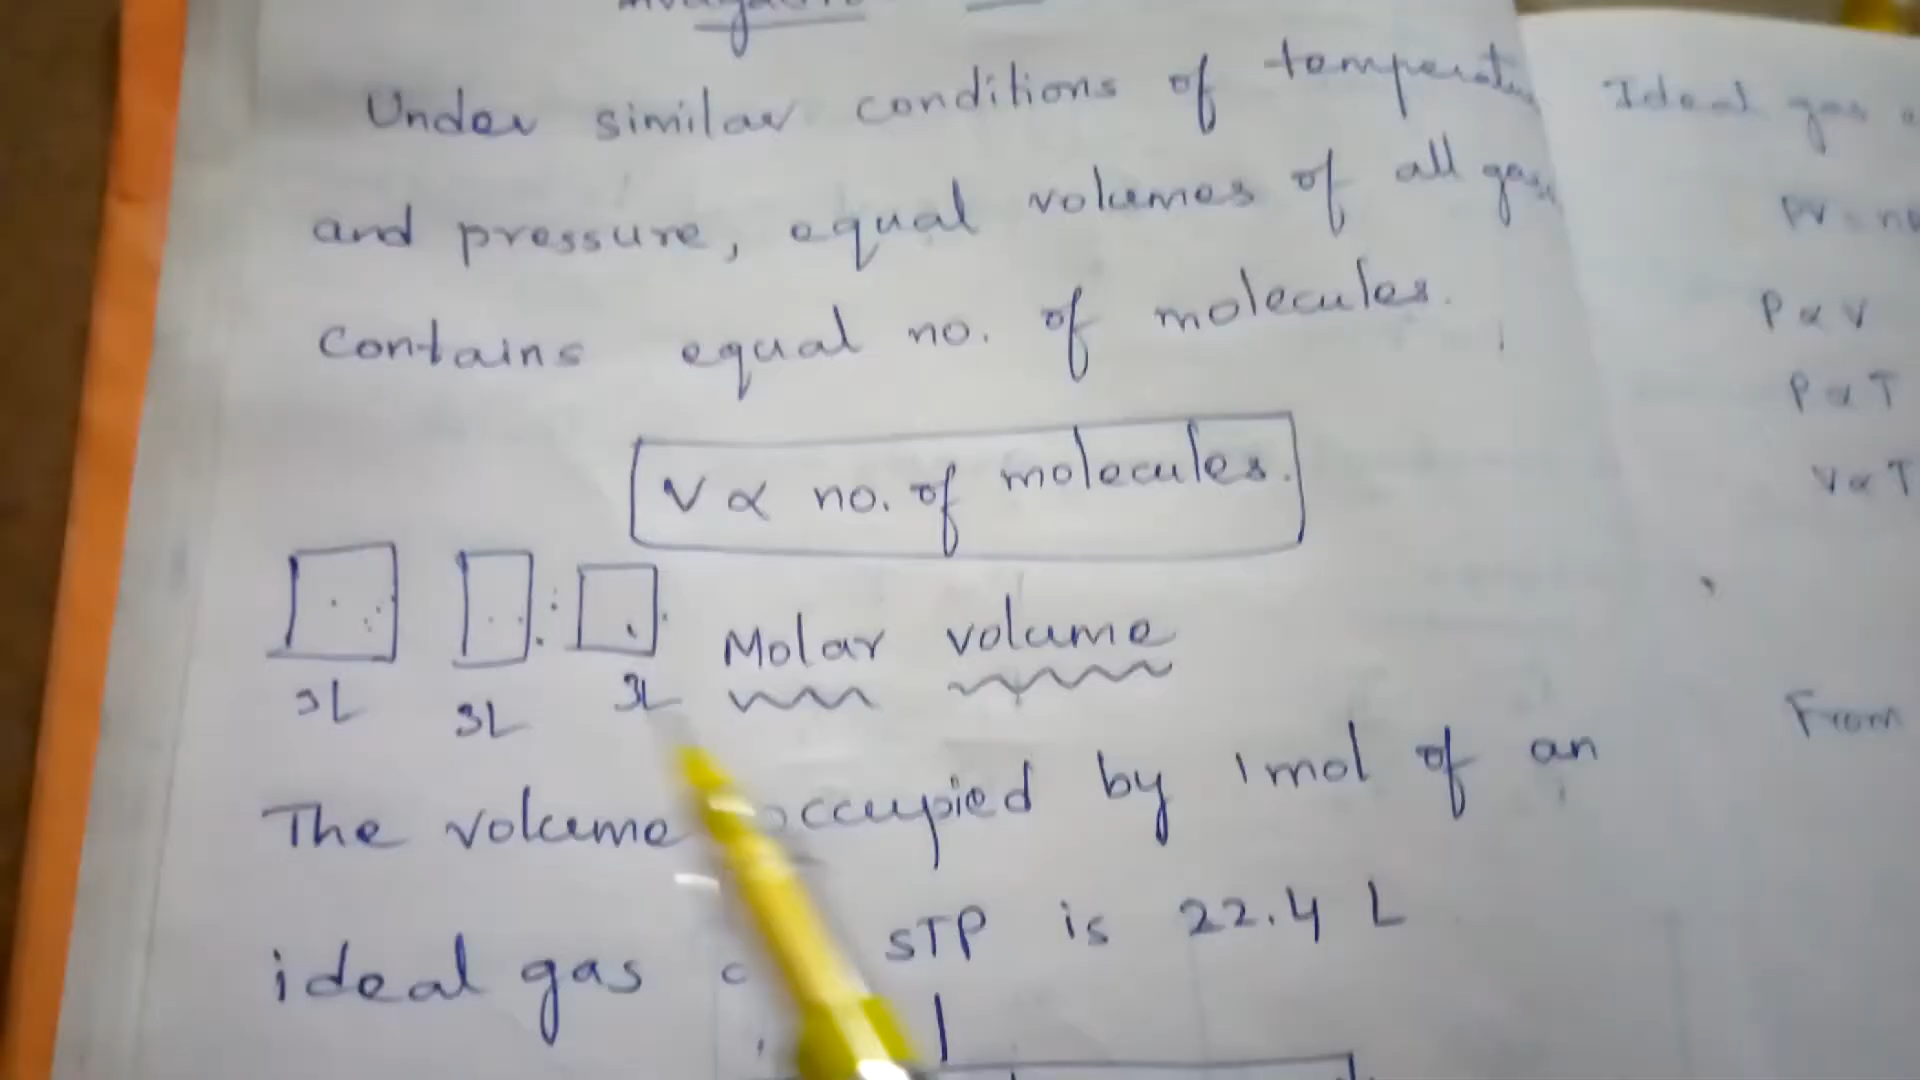 Under similar conditions of
and pressure, equal volumes of all
contains equal no. of molecules.
V ∝ no. of molecules.
3L 3L 3L
Molar volume
The volume occupied by 1 mol of an
ideal gas STP is 22.4 L
Ideal gas
P ∝ V
P ∝ T
V ∝ T
From